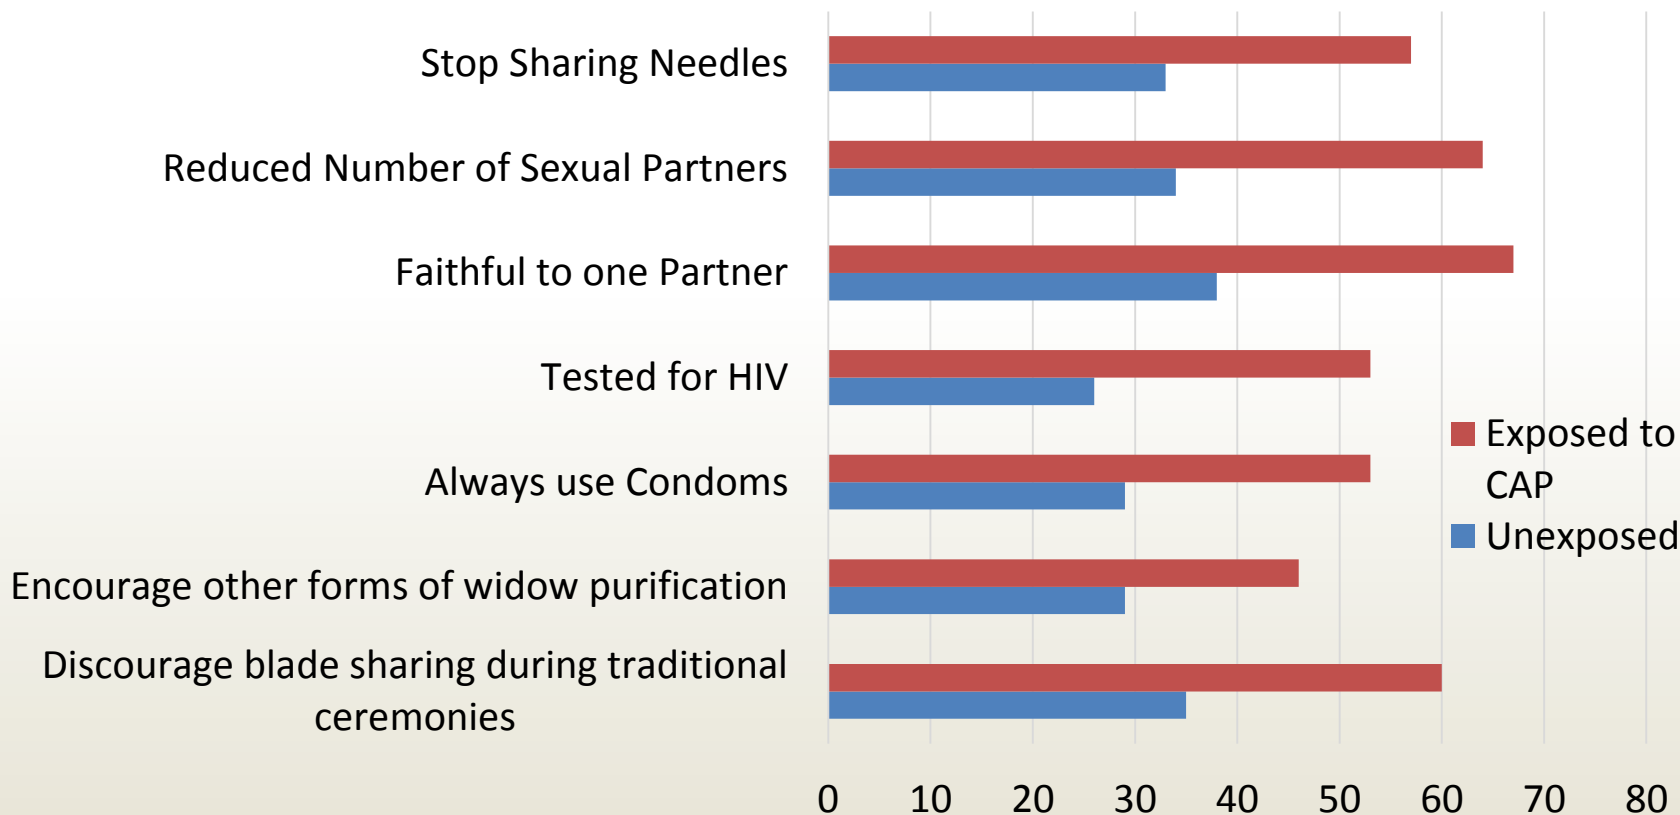 Stop Sharing Needles
Reduced Number of Sexual Partners
Faithful to one Partner
Tested for HIV
Always use Condoms
Encourage other forms of widow purification
Discourage blade sharing during traditional
ceremonies
Exposed to
CAP
Unexposed
0 10 20 30 40 50 60 70 80